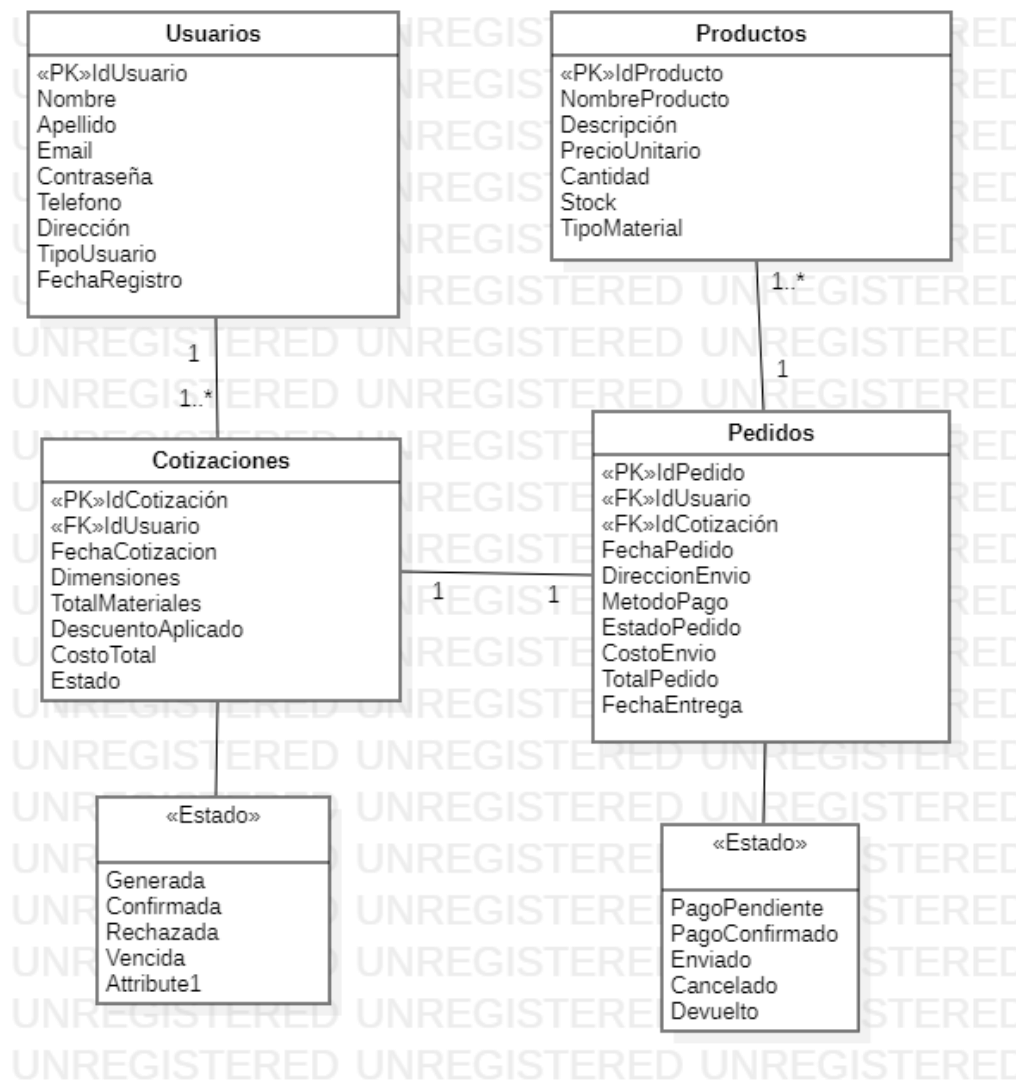 Usuarios
«PK»IdUsuario
Nombre
Apellido
Email
Contraseña
Telefono
Dirección
TipoUsuario
FechaRegistro
Productos
«PK»IdProducto
NombreProducto
Descripción
PrecioUnitario
Cantidad
Stock
TipoMaterial
1
1..*
1..*
1
Cotizaciones
«PK»IdCotización
«FK»IdUsuario
FechaCotizacion
Dimensiones
TotalMateriales
DescuentoAplicado
CostoTotal
Estado
1
1
Pedidos
«PK»IdPedido
«FK»IdUsuario
«FK»IdCotización
FechaPedido
DireccionEnvio
MetodoPago
EstadoPedido
CostoEnvio
TotalPedido
FechaEntrega
«Estado»
Generada
Confirmada
Rechazada
Vencida
Attribute1
«Estado»
PagoPendiente
PagoConfirmado
Enviado
Cancelado
Devuelto
UNREGISTERED